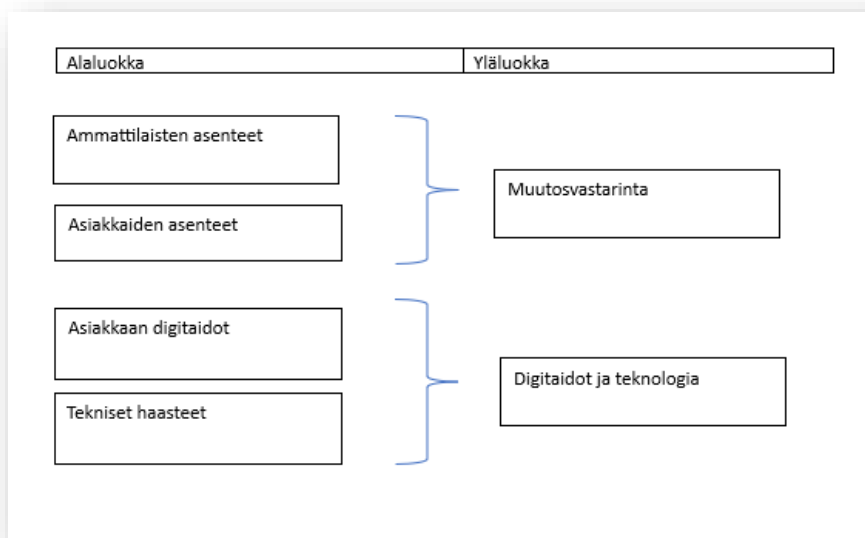 Alaluokka
Yläluokka
Ammattilaisten asenteet
Asiakkaiden asenteet
Muutosvastarinta
Asiakkaan digitaidot
Tekniset haasteet
Digitaidot ja teknologia